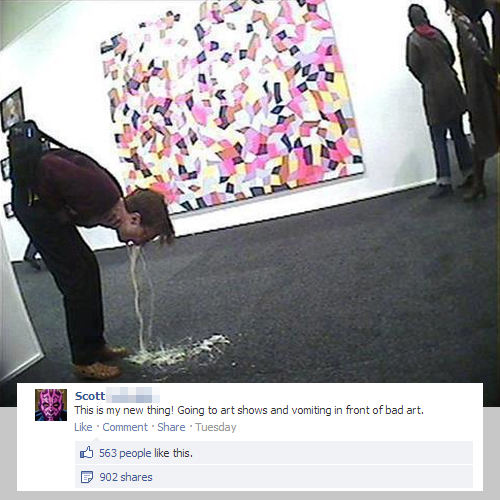 Scott
This is my new thing! Going to art shows and vomiting in front of bad art.
Like · Comment · Share · Tuesday
563 people like this.
902 shares